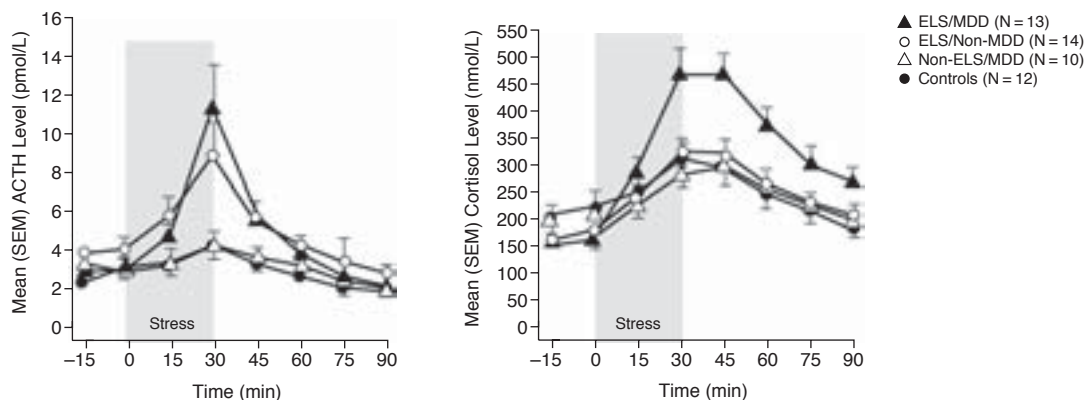 16
14
12
10
8
6
4
2
0
Mean (SEM) ACTH Level (pmol/L)
Stress
–15 0 15 30 45 60 75 90
Time (min)
550
500
450
400
350
300
250
200
150
100
50
0
Mean (SEM) Cortisol Level (nmol/L)
Stress
–15 0 15 30 45 60 75 90
Time (min)
ELS/MDD (N = 13)
ELS/Non-MDD (N = 14)
Non-ELS/MDD (N = 10)
Controls (N = 12)